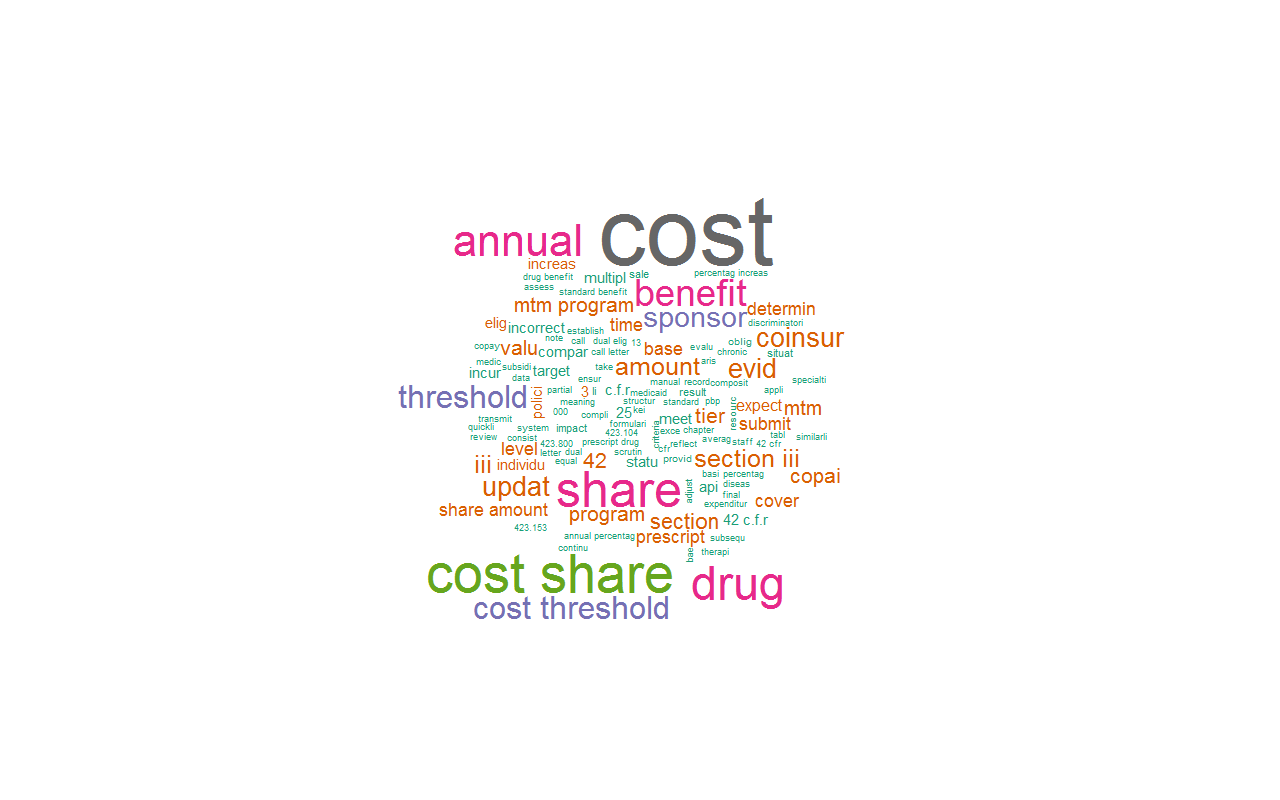 cost
annual
increas
drug benefit
multipl
sale
percentag increas
assess
standard benefit
benefit
mtm program
determin
sponsor
elig
incorrect
establish
time
discriminatori
note
call
dual elig
13
coinsur
copay
valu
compar
call letter
base
evalu
oblig
chronic
situat
medic
subsidi
incur
target
take
amount
aris
evid
data
ensur
manual
record
composit
specialti
threshold
polici
partial
3
li
c.f.r
medicaid
result
appli
meaning
structur
standard
pbp
resourc
expect
mtm
transmit
000
compli
25
kei
meet
tier
quickli
system
impact
formulari
criteria
submit
review
consist
423.104
exce
chapter
tabl
similarli
level
423.800
prescript drug
cfr
reflect
averag
staff
42 cfr
letter
dual
scrutin
iii
individu
equal
42
statu
provid
section iii
updat
share
adjust
basi percentag
copai
api
diseas
final
expenditur
cover
share amount
program
section
42 c.f.r
423.153
annual percentag
prescript
subsequ
continu
bae
therapi
cost share
drug
cost threshold